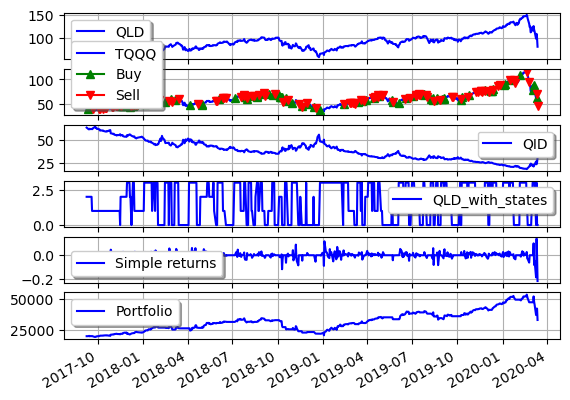 150
100
QLD
TQQQ
Buy
Sell
100
50
50
25
QID
2.5
0.0
QLD_with_states
0.0
−0.2
Simple returns
50000
25000
Portfolio
2017-10
2018-01
2018-04
2018-07
2018-10
2019-01
2019-04
2019-07
2019-10
2020-01
2020-04